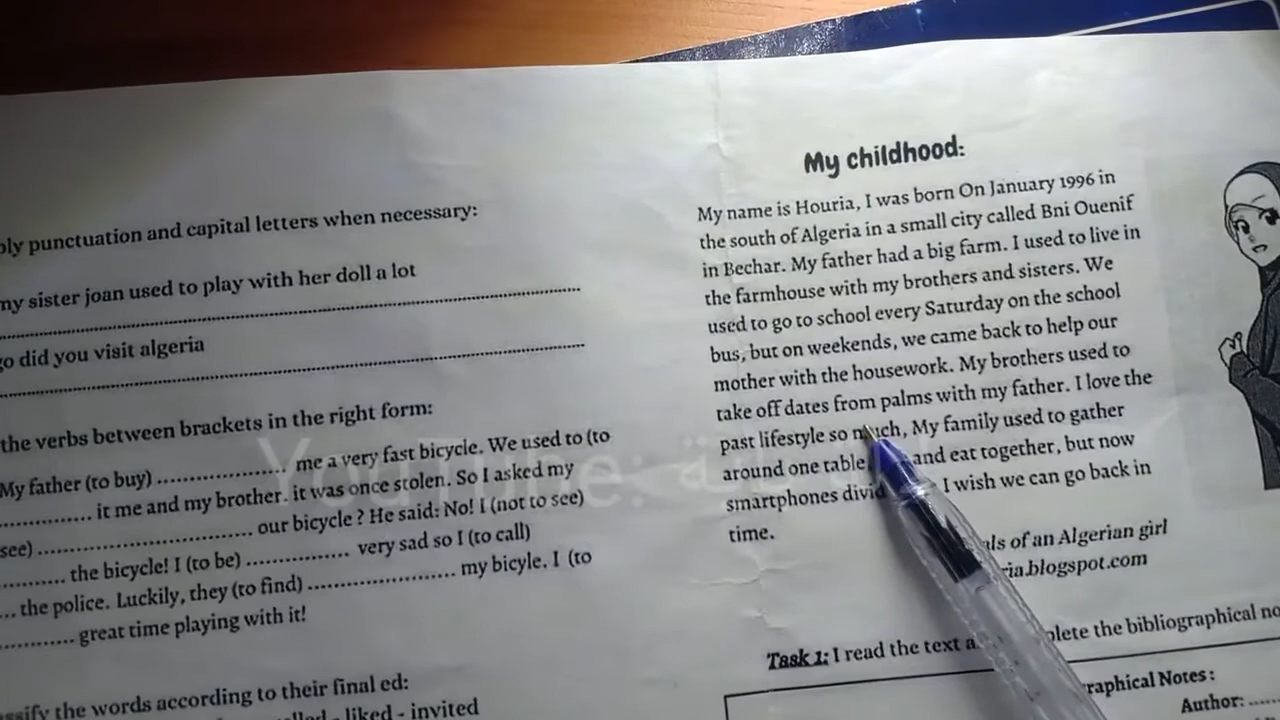 ply punctuation and capital letters when necessary:
my sister joan used to play with her doll a lot
go did you visit algeria
the verbs between brackets in the right form:
My father (to buy) ................. me a very fast bicycle. We used to (to
.............. it me and my brother. it was once stolen. So I asked my
see) ............................ our bicycle ? He said: No! I (not to see)
.......... the bicycle! I (to be) .............. very sad so I (to call)
... the police. Luckily, they (to find) ..................... my bicyle. I (to
............ great time playing with it!
ssify the words according to their final ed:
- liked - invited
My childhood:
My name is Houria, I was born On January 1996 in
the south of Algeria in a small city called Bni Ouenif
in Bechar. My father had a big farm. I used to live in
the farmhouse with my brothers and sisters. We
used to go to school every Saturday on the school
bus, but on weekends, we came back to help our
mother with the housework. My brothers used to
take off dates from palms with my father. I love the
past lifestyle so much, My family used to gather
around one table and eat together, but now
smartphones divid I wish we can go back in
time.
als of an Algerian girl
ria.blogspot.com
Task 1: I read the text a plete the bibliographical no
raphical Notes :
Author: .....
YouTube: